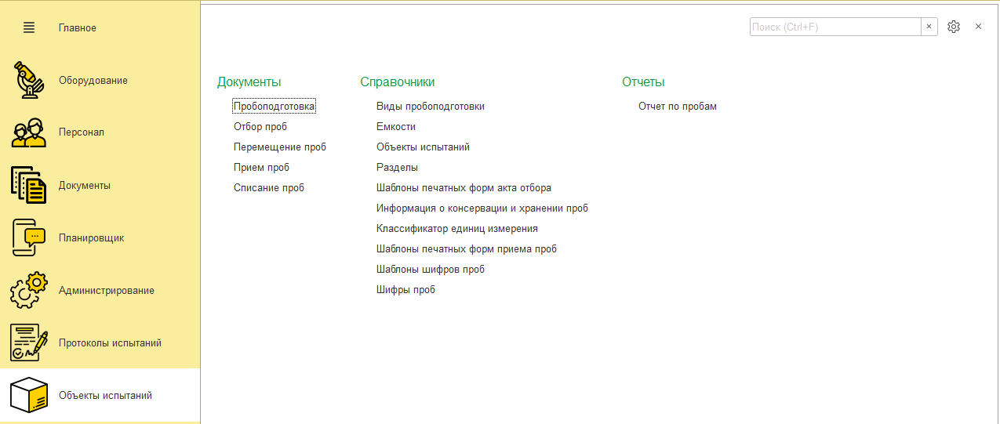 Главное
Оборудование
Персонал
Документы
Планировщик
Администрирование
Протоколы испытаний
Объекты испытаний
Поиск (Ctrl+F)
Документы
Пробоподготовка
Отбор проб
Перемещение проб
Прием проб
Списание проб
Справочники
Виды пробоподготовки
Емкости
Объекты испытаний
Разделы
Шаблоны печатных форм акта отбора
Информация о консервации и хранении проб
Классификатор единиц измерения
Шаблоны печатных форм приема проб
Шаблоны шифров проб
Шифры проб
Отчеты
Отчет по пробам